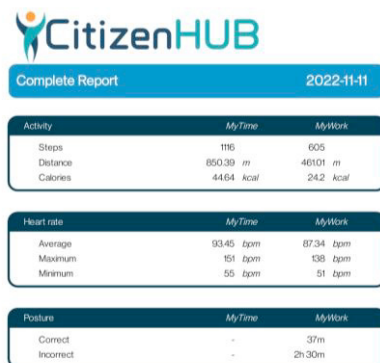 CitizenHUB
Complete Report 2022-11-11
Activity MyTime MyWork
Steps 1116 605
Distance 850.39 m 461.01 m
Calories 44.64 kcal 24.2 kcal
Heart rate MyTime MyWork
Average 93.45 bpm 87.34 bpm
Maximum 151 bpm 138 bpm
Minimum 55 bpm 51 bpm
Posture MyTime MyWork
Correct - 37m
Incorrect - 2h 30m